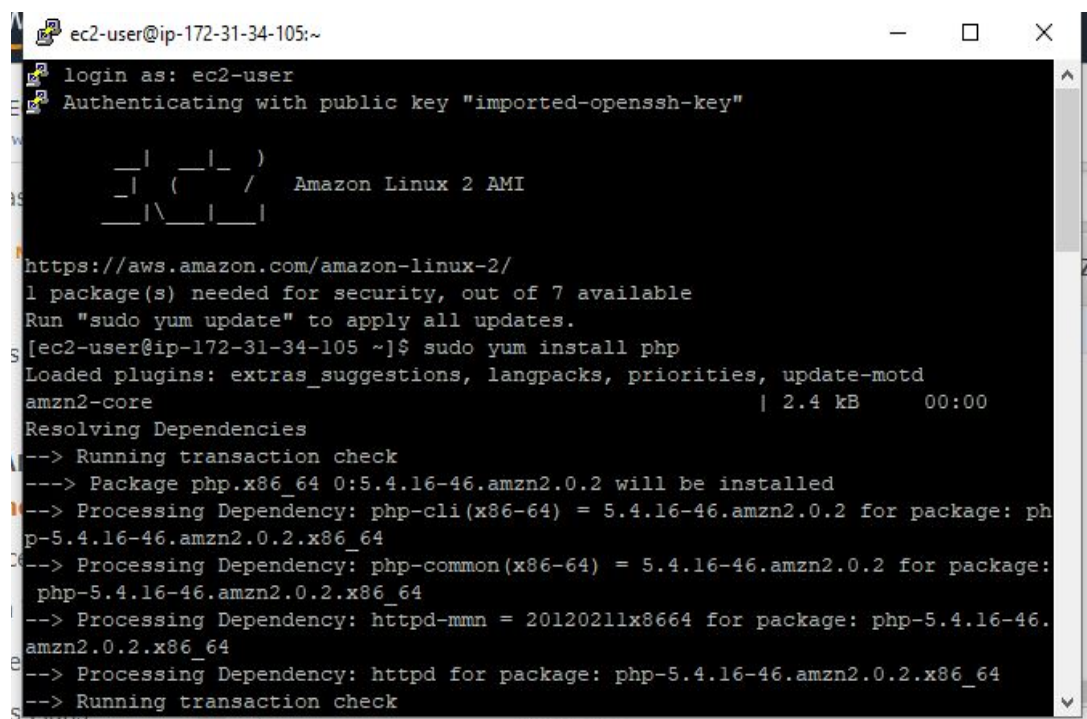 ec2-user@ip-172-31-34-105:~
login as: ec2-user
Authenticating with public key "imported-openssh-key"
       __|  __|_  )
       _|  (     /   Amazon Linux 2 AMI
      ___|\___|___|
https://aws.amazon.com/amazon-linux-2/
1 package(s) needed for security, out of 7 available
Run "sudo yum update" to apply all updates.
[ec2-user@ip-172-31-34-105 ~]$ sudo yum install php
Loaded plugins: extras_suggestions, langpacks, priorities, update-motd
amzn2-core                                              | 2.4 kB     00:00
Resolving Dependencies
--> Running transaction check
---> Package php.x86_64 0:5.4.16-46.amzn2.0.2 will be installed
--> Processing Dependency: php-cli(x86-64) = 5.4.16-46.amzn2.0.2 for package: ph
p-5.4.16-46.amzn2.0.2.x86_64
--> Processing Dependency: php-common(x86-64) = 5.4.16-46.amzn2.0.2 for package:
 php-5.4.16-46.amzn2.0.2.x86_64
--> Processing Dependency: httpd-mmn = 20120211x8664 for package: php-5.4.16-46.
amzn2.0.2.x86_64
--> Processing Dependency: httpd for package: php-5.4.16-46.amzn2.0.2.x86_64
--> Running transaction check